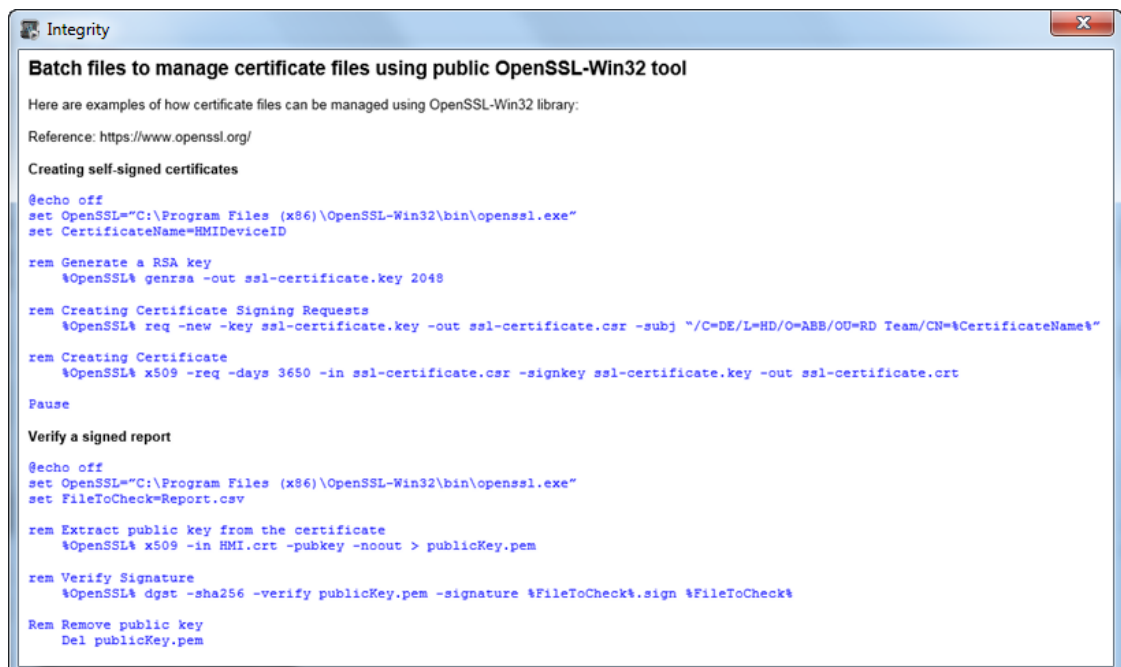 Integrity
Batch files to manage certificate files using public OpenSSL-Win32 tool
Here are examples of how certificate files can be managed using OpenSSL-Win32 library:
Reference: https://www.openssl.org/
Creating self-signed certificates
@echo off
set OpenSSL=”C:\Program Files (x86)\OpenSSL-Win32\bin\openssl.exe”
set CertificateName=HMIDeviceID
rem Generate a RSA key
%OpenSSL% genrsa -out ssl-certificate.key 2048
rem Creating Certificate Signing Requests
%OpenSSL% req -new -key ssl-certificate.key -out ssl-certificate.csr -subj “/C=DE/L=HD/O=ABB/OU=RD Team/CN=%CertificateName%”
rem Creating Certificate
%OpenSSL% x509 -req -days 3650 -in ssl-certificate.csr -signkey ssl-certificate.key -out ssl-certificate.crt
Pause
Verify a signed report
@echo off
set OpenSSL=”C:\Program Files (x86)\OpenSSL-Win32\bin\openssl.exe”
set FileToCheck=Report.csv
rem Extract public key from the certificate
%OpenSSL% x509 -in HMI.crt -pubkey -noout > publicKey.pem
rem Verify Signature
%OpenSSL% dgst -sha256 -verify publicKey.pem -signature %FileToCheck%.sign %FileToCheck%
Rem Remove public key
Del publicKey.pem